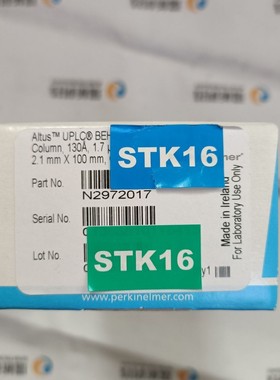 Altus™ UPLC® BEH
Column, 130Å, 1.7
2.1 mm X 100 mm,
STK16
Part No.
N2972017
Serial No.
Lot No.
STK16
Made in Ireland
For Laboratory Use Only
www.perkinelmer.com